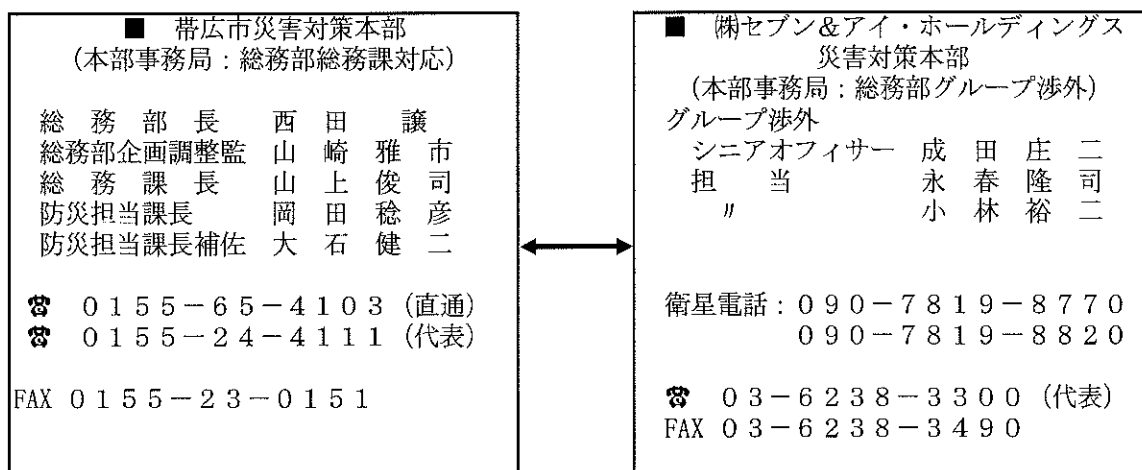 ■ 帯広市災害対策本部
(本部事務局:総務部総務課対応)
総 務 部 長 西 田 譲
総務部企画調整監 山 崎 雅 市
総 務 課 長 山 上 俊 司
防災担当課長 岡 田 稔 彦
防災担当課長補佐 大 石 健 二
☎ 0155-65-4103 (直通)
☎ 0155-24-4111 (代表)
FAX 0155-23-0151
■ ㈱セブン&アイ・ホールディングス
災害対策本部
(本部事務局:総務部グループ渉外)
グループ渉外
シニアオフィサー 成 田 庄 二
担 当 永 春 隆 司
〃 小 林 裕 二
衛星電話:090-7819-8770
090-7819-8820
☎ 03-6238-3300 (代表)
FAX 03-6238-3490